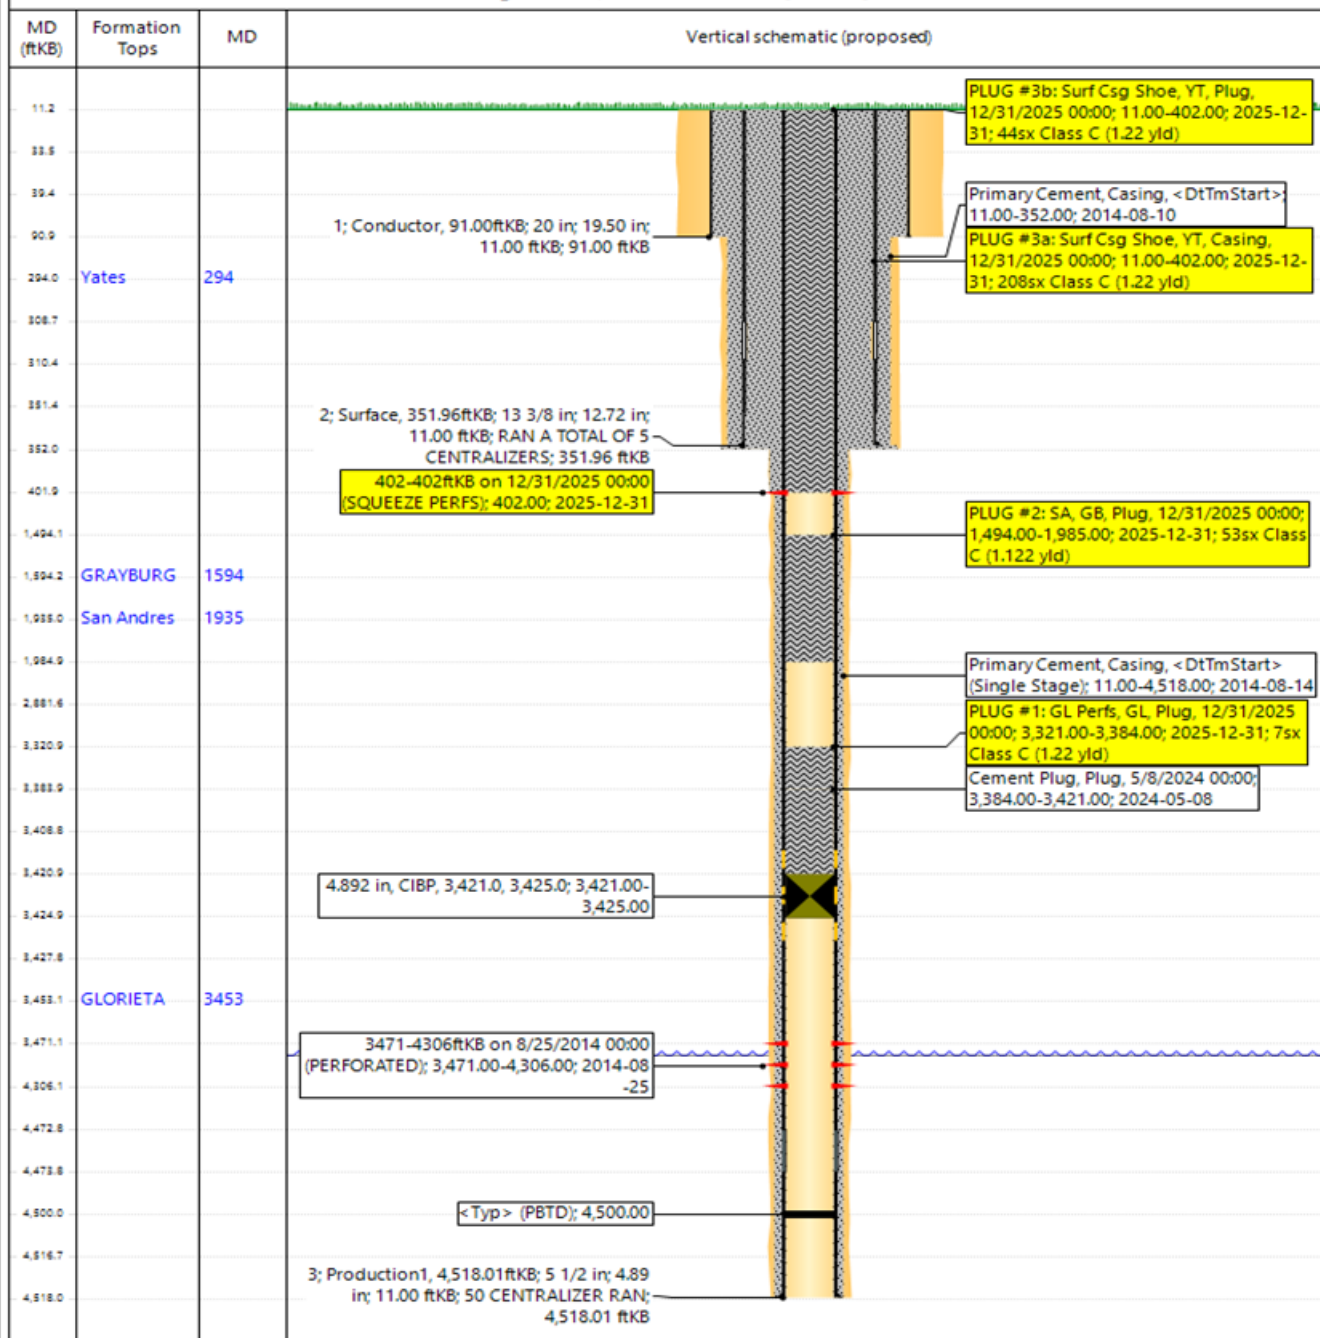 MD
(ftKB)
Formation
Tops
MD
Vertical schematic (proposed)
11.2
PLUG #3b: Surf Csg Shoe, YT, Plug,
12/31/2025 00:00; 11.00-402.00; 2025-12-
31; 44sx Class C (1.22 yld)
39.4
Primary Cement, Casing, <DtTmStart>;
11.00-352.00; 2014-08-10
1; Conductor, 91.00ftKB; 20 in; 19.50 in;
11.00 ftKB; 91.00 ftKB
90.9
PLUG #3a: Surf Csg Shoe, YT, Casing,
12/31/2025 00:00; 11.00-402.00; 2025-12-
31; 208sx Class C (1.22 yld)
294.0
Yates
294
310.4
2; Surface, 351.96ftKB; 13 3/8 in; 12.72 in;
11.00 ftKB; RAN A TOTAL OF 5
CENTRALIZERS; 351.96 ftKB
352.0
402-402ftKB on 12/31/2025 00:00
(SQUEEZE PERFS); 402.00; 2025-12-31
401.9
PLUG #2: SA, GB, Plug, 12/31/2025 00:00;
1,494.00-1,985.00; 2025-12-31; 53sx Class
C (1.122 yld)
1,494.1
1,594.2
GRAYBURG
1594
1,935.0
San Andres
1935
1,984.9
Primary Cement, Casing, <DtTmStart>
(Single Stage); 11.00-4,518.00; 2014-08-14
2,881.6
PLUG #1: GL Perfs, GL, Plug, 12/31/2025
00:00; 3,321.00-3,384.00; 2025-12-31; 7sx
Class C (1.22 yld)
3,320.9
Cement Plug, Plug, 5/8/2024 00:00;
3,384.00-3,421.00; 2024-05-08
3,383.9
3,408.8
3,420.9
4.892 in, CIBP, 3,421.0, 3,425.0; 3,421.00-
3,425.00
3,424.9
3,427.8
3,453.1
GLORIETA
3453
3,471.1
3471-4306ftKB on 8/25/2014 00:00
(PERFORATED); 3,471.00-4,306.00; 2014-08
-25
4,306.1
4,472.8
4,473.8
4,500.0
<Typ> (PBTD); 4,500.00
4,516.7
3; Production1, 4,518.01ftKB; 5 1/2 in; 4.89
in; 11.00 ftKB; 50 CENTRALIZER RAN;
4,518.01 ftKB
4,518.0